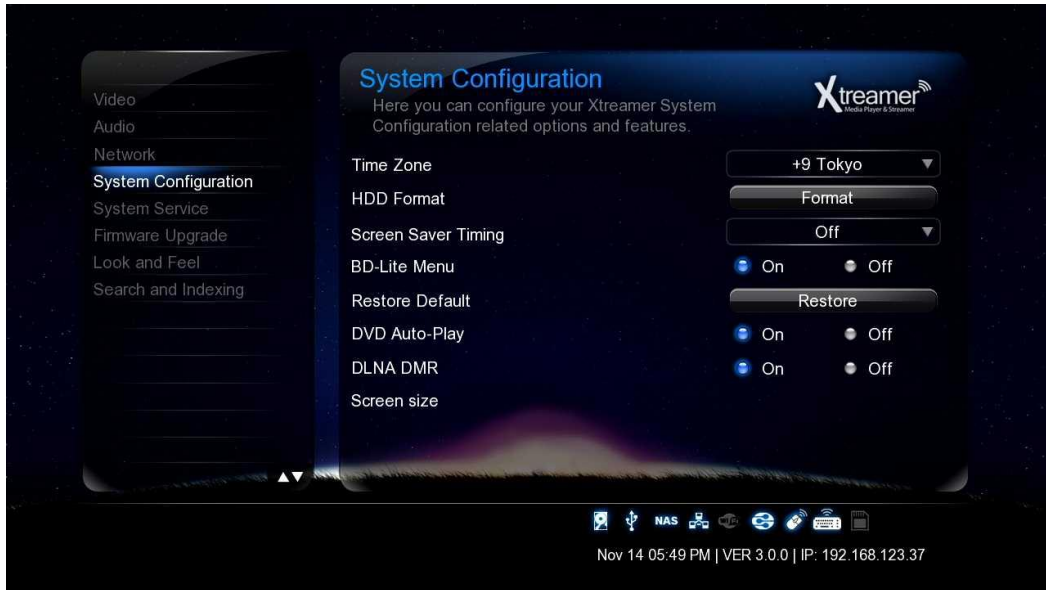 Video
Audio
Network
System Configuration
System Service
Firmware Upgrade
Look and Feel
Search and Indexing
System Configuration
Here you can configure your Xtreamer System
Configuration related options and features.
Xtreamer
Media Player & Streamer
Time Zone +9 Tokyo
HDD Format Format
Screen Saver Timing Off
BD-Lite Menu On Off
Restore Default Restore
DVD Auto-Play On Off
DLNA DMR On Off
Screen size
NAS
Nov 14 05:49 PM | VER 3.0.0 | IP: 192.168.123.37